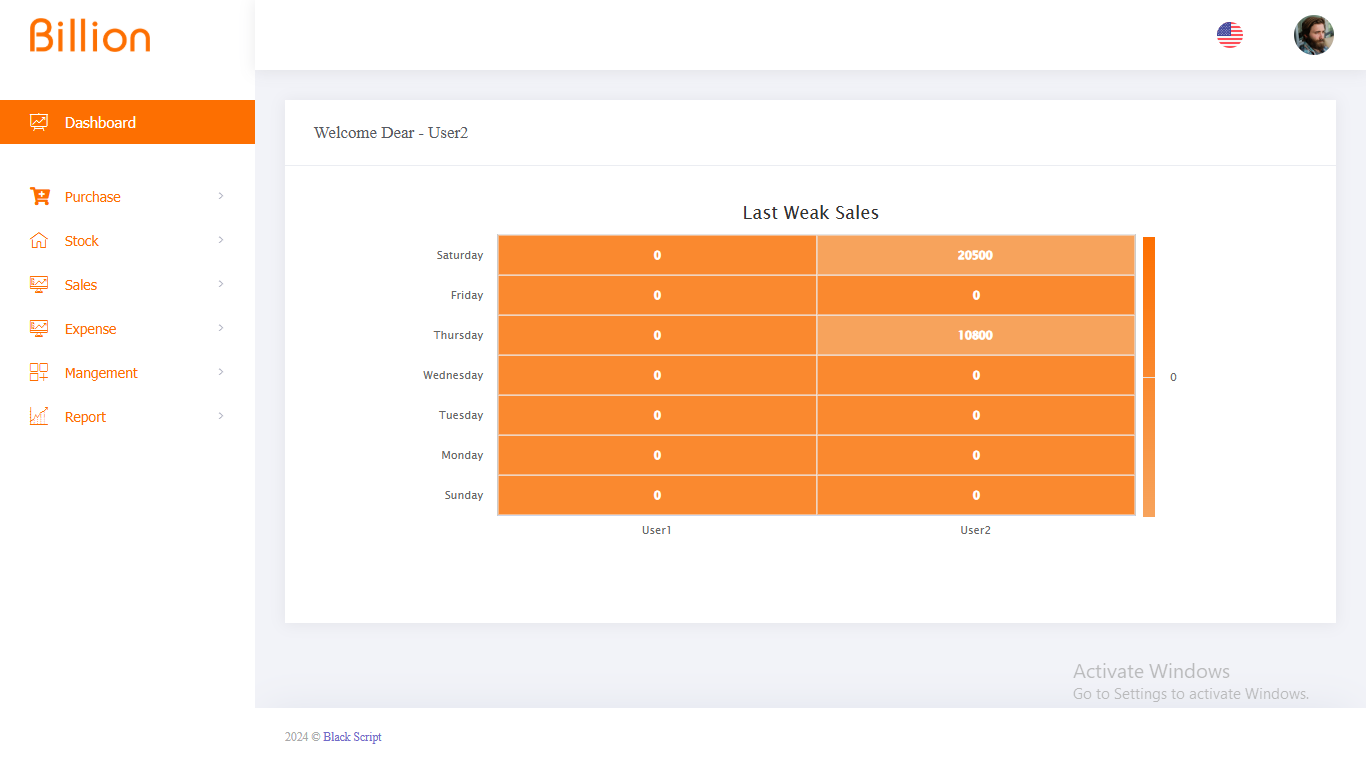 Billion
Dashboard
Purchase
Stock
Sales
Expense
Mangement
Report
Welcome Dear - User2
Last Weak Sales
Saturday 0 20500
Friday 0 0
Thursday 0 10800
Wednesday 0 0
Tuesday 0 0
Monday 0 0
Sunday 0 0
User1 User2
0
Activate Windows
Go to Settings to activate Windows.
2024 © Black Script